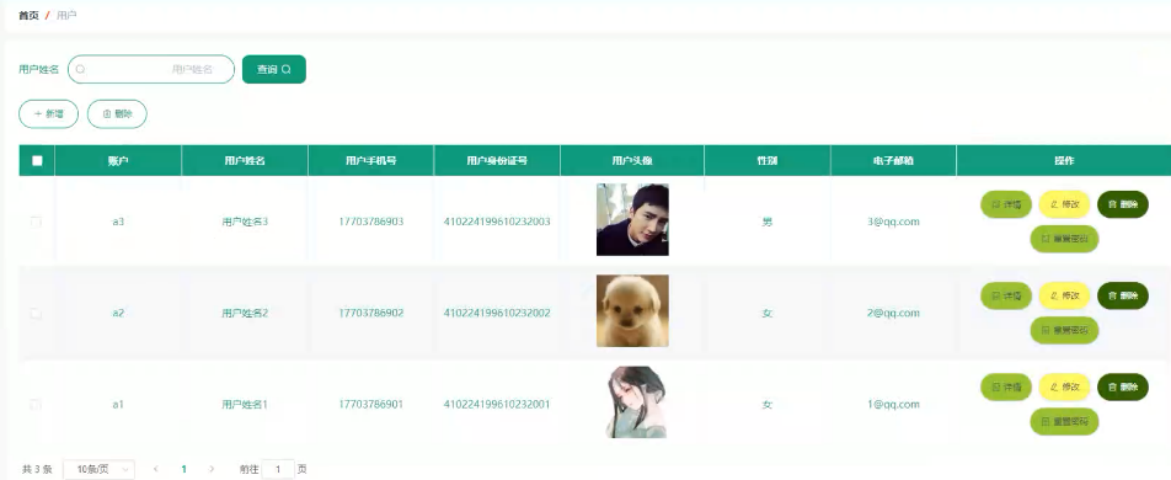 首页 / 用户
用户姓名 用户姓名 查询
+ 新增 删除
账户 用户姓名 用户手机号 用户身份证号 用户头像 性别 电子邮箱 操作
详情 修改 删除
a3 用户姓名3 17703786903 410224199610232003 男 3@qq.com
重置密码
详情 修改 删除
a2 用户姓名2 17703786902 410224199610232002 女 2@qq.com
重置密码
详情 修改 删除
a1 用户姓名1 17703786901 410224199610232001 女 1@qq.com
重置密码
共 3 条 10条/页 < 1 > 前往 1 页